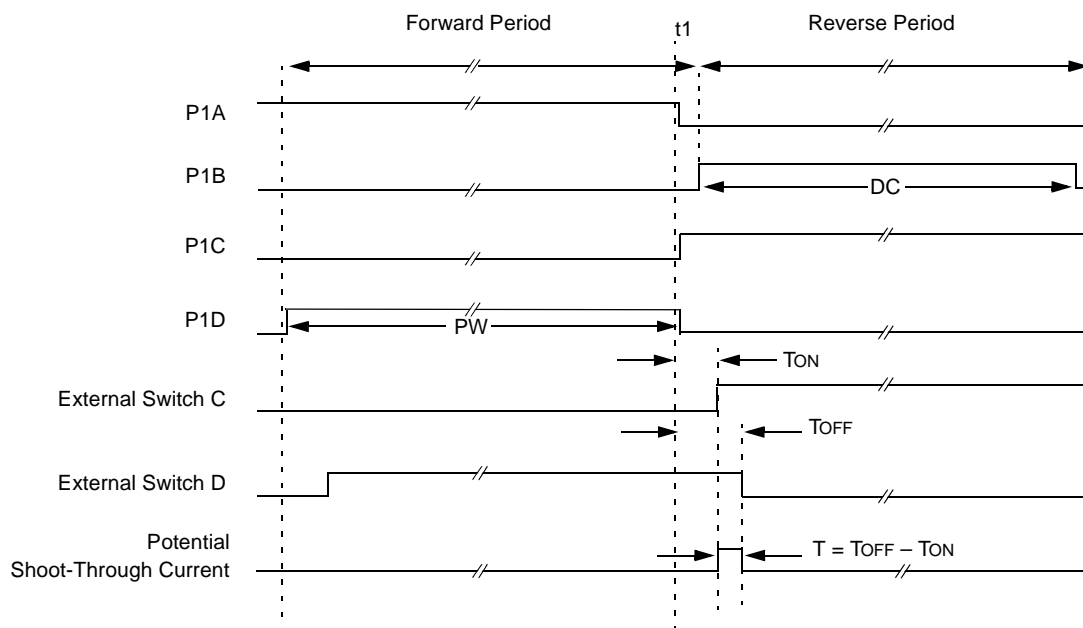 Forward Period
t1
Reverse Period
P1A
P1B
DC
P1C
P1D
PW
TON
External Switch C
TOFF
External Switch D
Potential
Shoot-Through Current
T = TOFF – TON